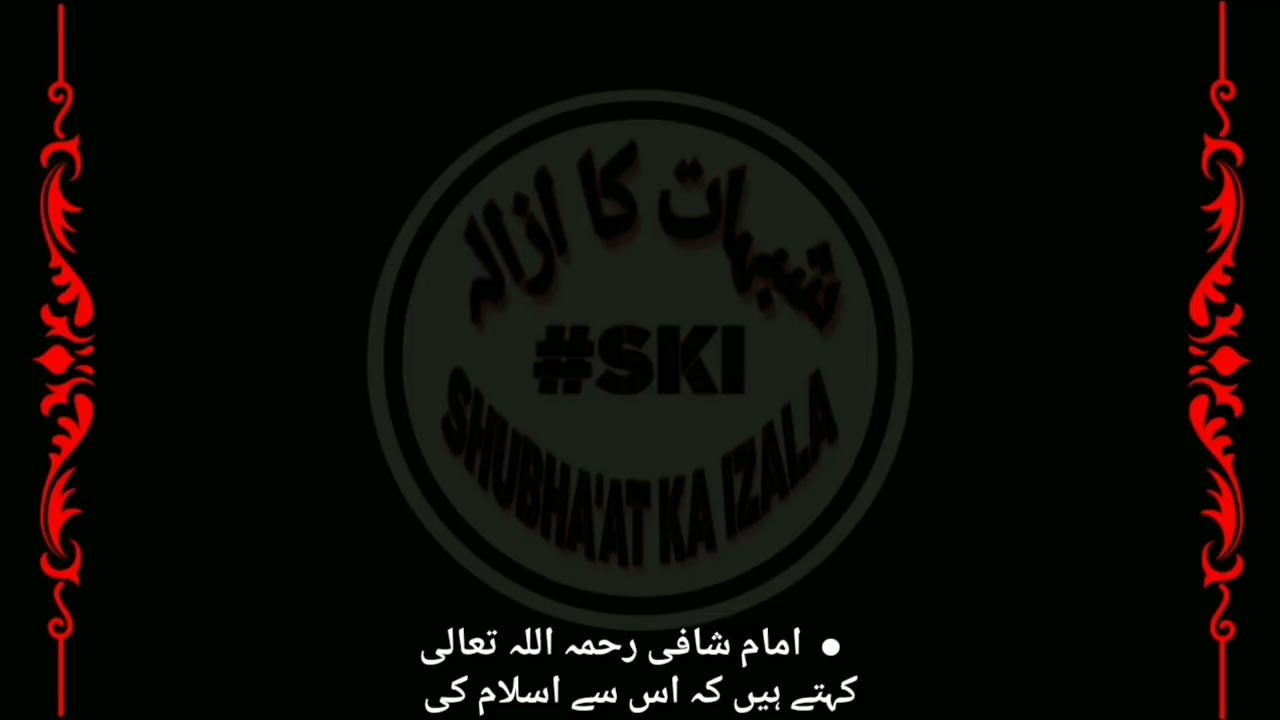 شبہات کا ازالہ
#SKI
SHUBHA'AT KA IZALA
• امام شافی رحمہ اللہ تعالی
کہتے ہیں کہ اس سے اسلام کی